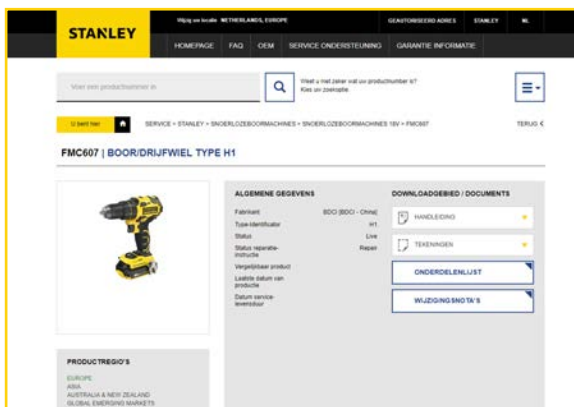 STANLEY
Wijzig uw locatie NETHERLANDS, EUROPE
GEAUTORISEERD ADRES STANLEY NL
HOMEPAGE FAQ OEM SERVICE ONDERSTEUNING GARANTIE INFORMATIE
Voer een productnummer in
Weet u niet zeker wat uw productnumber is?
Kies uw zoekoptie
U bent hier
SERVICE > STANLEY > SNOERLOZEBOORMACHINES > SNOERLOZEBOORMACHINES 18V > FMC607
TERUG <
FMC607 | BOOR/DRIJFWIEL TYPE H1
ALGEMENE GEGEVENS
Fabrikant BDCI [BDCI - China]
Type-identificator H1
Status Live
Status reparatie-
instructie Repair
Vergelijkbaar product
Laatste datum van
productie
Datum service-
levensduur
DOWNLOADGEBIED / DOCUMENTS
HANDLEIDING
TEKENINGEN
ONDERDELENLIJST
WIJZIGINGSNOTA'S
PRODUCTREGIO'S
EUROPE
ASIA
AUSTRALIA & NEW ZEALAND
GLOBAL EMERGING MARKETS